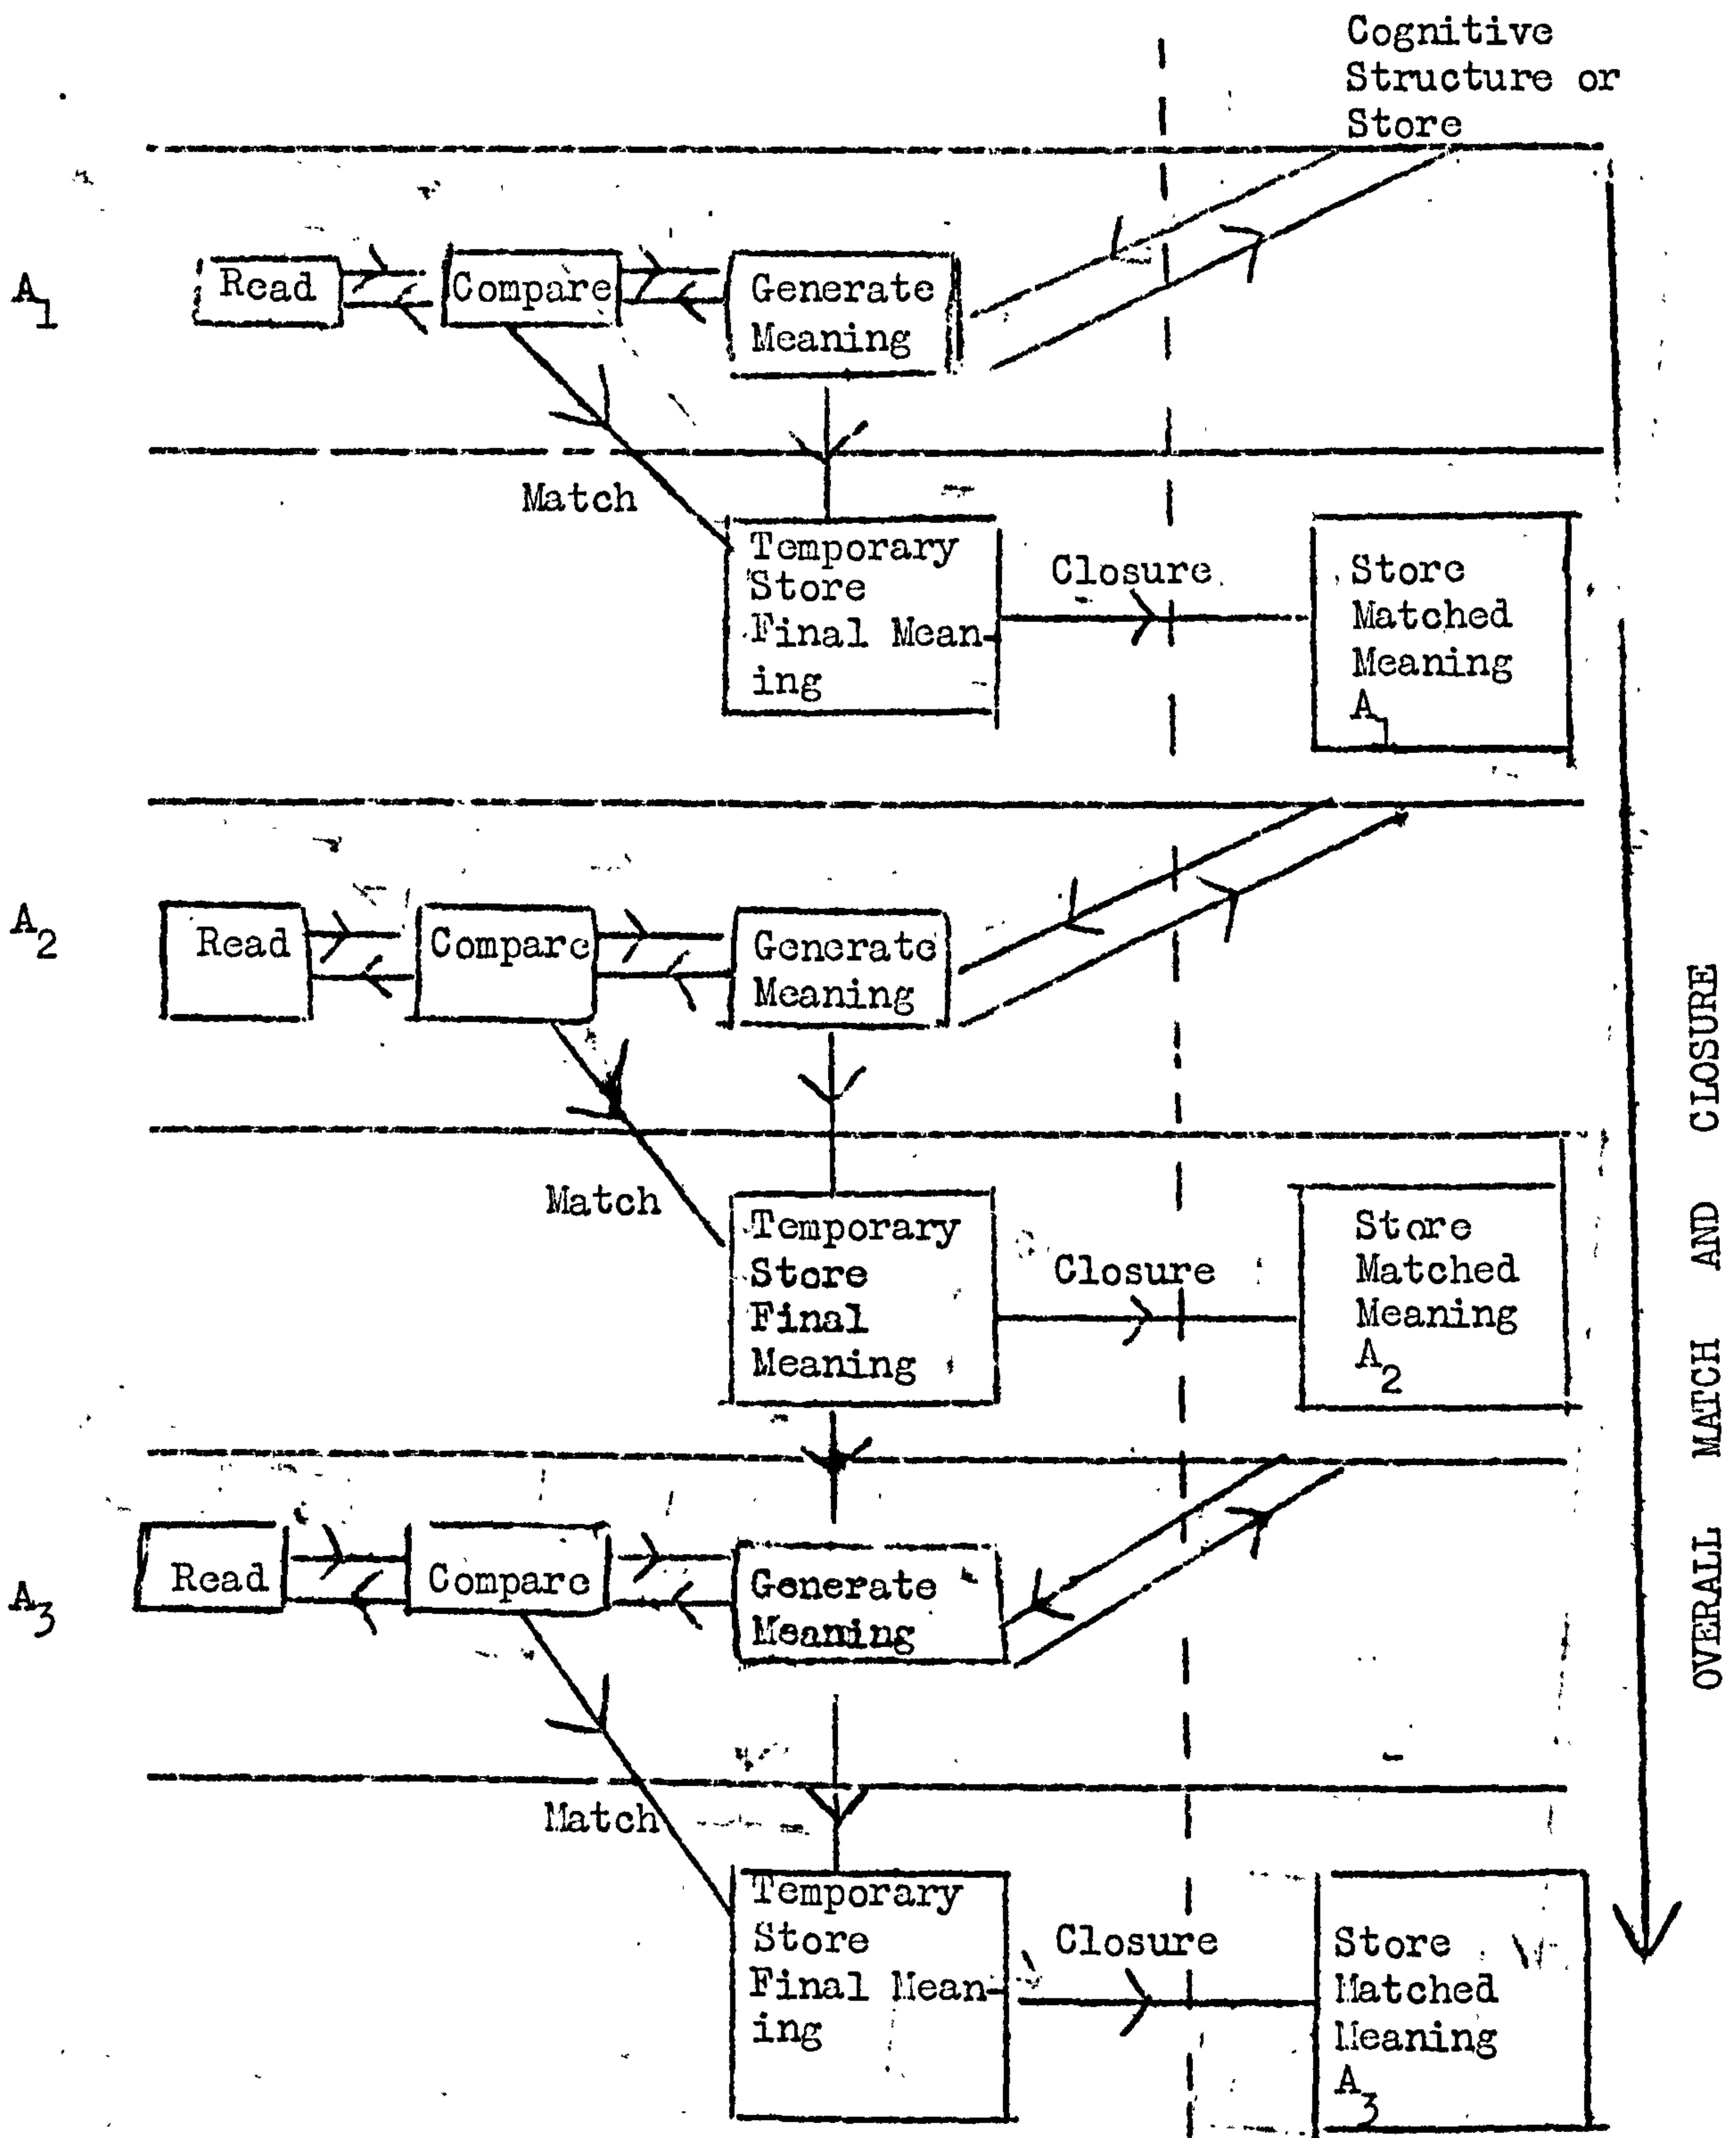 Cognitive
Structure or
Store
A1
Read
Compare
Generate
Meaning
Match
Temporary
Store
Final Mean-
ing
Closure
Store
Matched
Meaning
A1
A2
Read
Compare
Generate
Meaning
Match
Temporary
Store
Final
Meaning
Closure
Store
Matched
Meaning
A2
A3
Read
Compare
Generate
Meaning
Match
Temporary
Store
Final Mean-
ing
Closure
Store
Matched
Meaning
A3
OVERALL MATCH AND CLOSURE